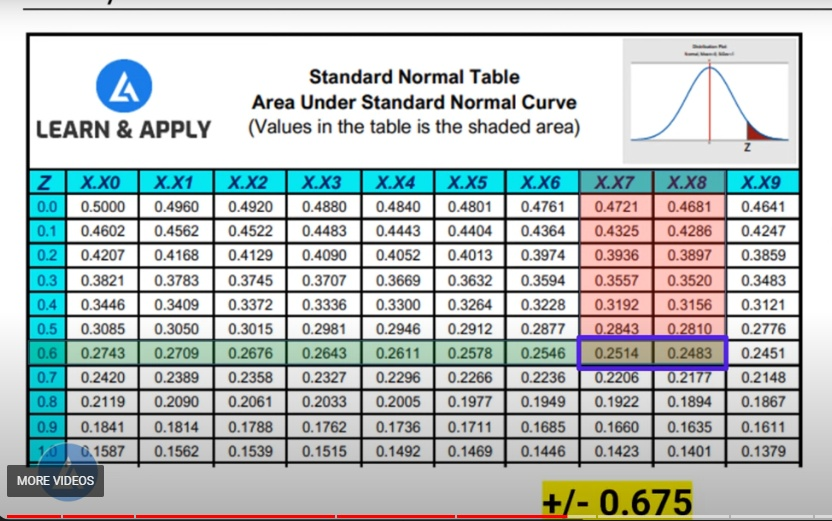 Standard Normal Table
Area Under Standard Normal Curve
(Values in the table is the shaded area)
LEARN & APPLY
Distribution Plot
Z
Z X.X0 X.X1 X.X2 X.X3 X.X4 X.X5 X.X6 X.X7 X.X8 X.X9
0.0 0.5000 0.4960 0.4920 0.4880 0.4840 0.4801 0.4761 0.4721 0.4681 0.4641
0.1 0.4602 0.4562 0.4522 0.4483 0.4443 0.4404 0.4364 0.4325 0.4286 0.4247
0.2 0.4207 0.4168 0.4129 0.4090 0.4052 0.4013 0.3974 0.3936 0.3897 0.3859
0.3 0.3821 0.3783 0.3745 0.3707 0.3669 0.3632 0.3594 0.3557 0.3520 0.3483
0.4 0.3446 0.3409 0.3372 0.3336 0.3300 0.3264 0.3228 0.3192 0.3156 0.3121
0.5 0.3085 0.3050 0.3015 0.2981 0.2946 0.2912 0.2877 0.2843 0.2810 0.2776
0.6 0.2743 0.2709 0.2676 0.2643 0.2611 0.2578 0.2546 0.2514 0.2483 0.2451
0.7 0.2420 0.2389 0.2358 0.2327 0.2296 0.2266 0.2236 0.2206 0.2177 0.2148
0.8 0.2119 0.2090 0.2061 0.2033 0.2005 0.1977 0.1949 0.1922 0.1894 0.1867
0.9 0.1841 0.1814 0.1788 0.1762 0.1736 0.1711 0.1685 0.1660 0.1635 0.1611
1.0 0.1587 0.1562 0.1539 0.1515 0.1492 0.1469 0.1446 0.1423 0.1401 0.1379
MORE VIDEOS
+/- 0.675